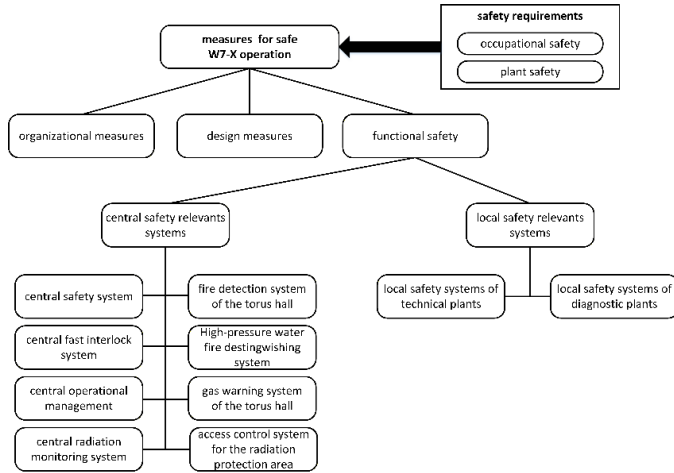 safety requirements
measures for safe
W7-X operation
occupational safety
plant safety
organizational measures
design measures
functional safety
central safety relevants
systems
local safety relevants
systems
central safety system
fire detection system
of the torus hall
local safety systems of
technical plants
local safety systems of
diagnostic plants
central fast interlock
system
High-pressure water
fire destingwishing
system
central operational
management
gas warning system
of the torus hall
central radiation
monitoring system
access control system
for the radiation
protection area